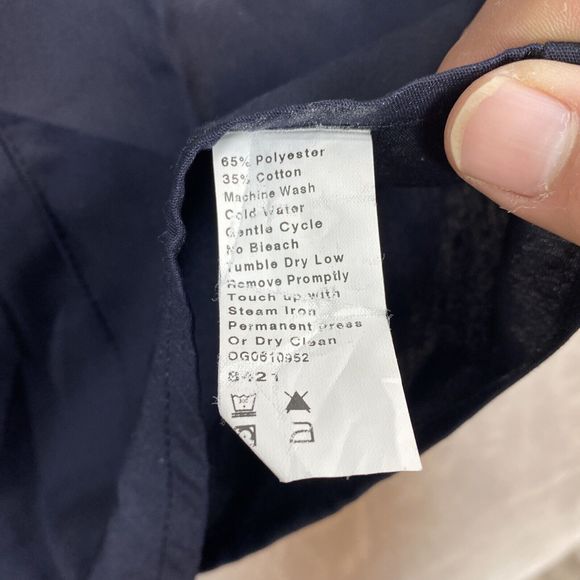 65% Polyester
35% Cotton
Machine Wash
Cold Water
Gentle Cycle
No Bleach
Tumble Dry Low
Remove Promptly
Touch up with
Steam Iron
Permanent Press
Or Dry Clean
OG0610952
8421